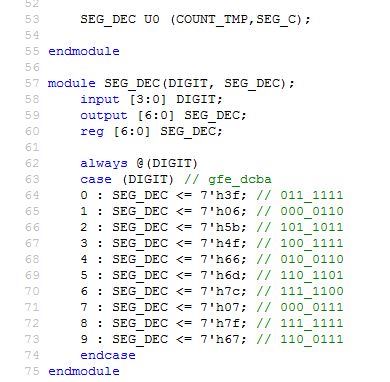 52
53 SEG_DEC U0 (COUNT_TMP,SEG_C);
54
55 endmodule
56
57 module SEG_DEC(DIGIT, SEG_DEC);
58 input [3:0] DIGIT;
59 output [6:0] SEG_DEC;
60 reg [6:0] SEG_DEC;
61
62 always @(DIGIT)
63 case (DIGIT) // gfe_dcba
64 0 : SEG_DEC <= 7'h3f; // 011_1111
65 1 : SEG_DEC <= 7'h06; // 000_0110
66 2 : SEG_DEC <= 7'h5b; // 101_1011
67 3 : SEG_DEC <= 7'h4f; // 100_1111
68 4 : SEG_DEC <= 7'h66; // 010_0110
69 5 : SEG_DEC <= 7'h6d; // 110_1101
70 6 : SEG_DEC <= 7'h7c; // 111_1100
71 7 : SEG_DEC <= 7'h07; // 000_0111
72 8 : SEG_DEC <= 7'h7f; // 111_1111
73 9 : SEG_DEC <= 7'h67; // 110_0111
74 endcase
75 endmodule